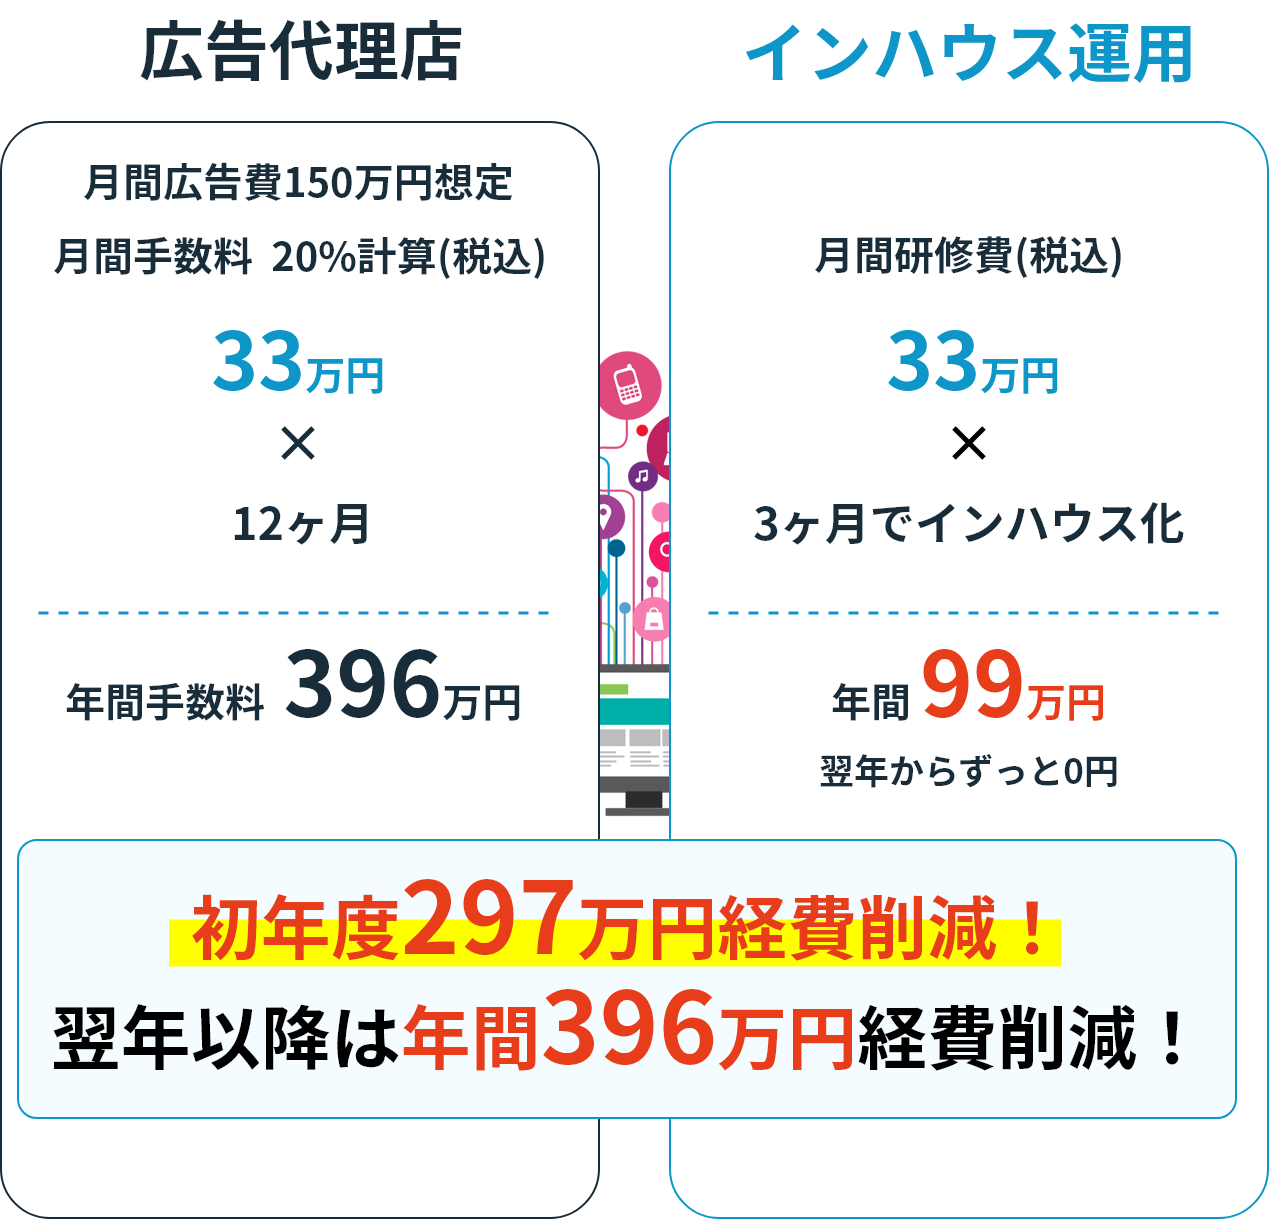 広告代理店
月間広告費150万円想定
月間手数料 20%計算(税込)
33万円
×
12ヶ月
年間手数料 396万円
インハウス運用
月間研修費(税込)
33万円
×
3ヶ月でインハウス化
年間99万円
翌年からずっと0円
初年度297万円経費削減！
翌年以降は年間396万円経費削減！